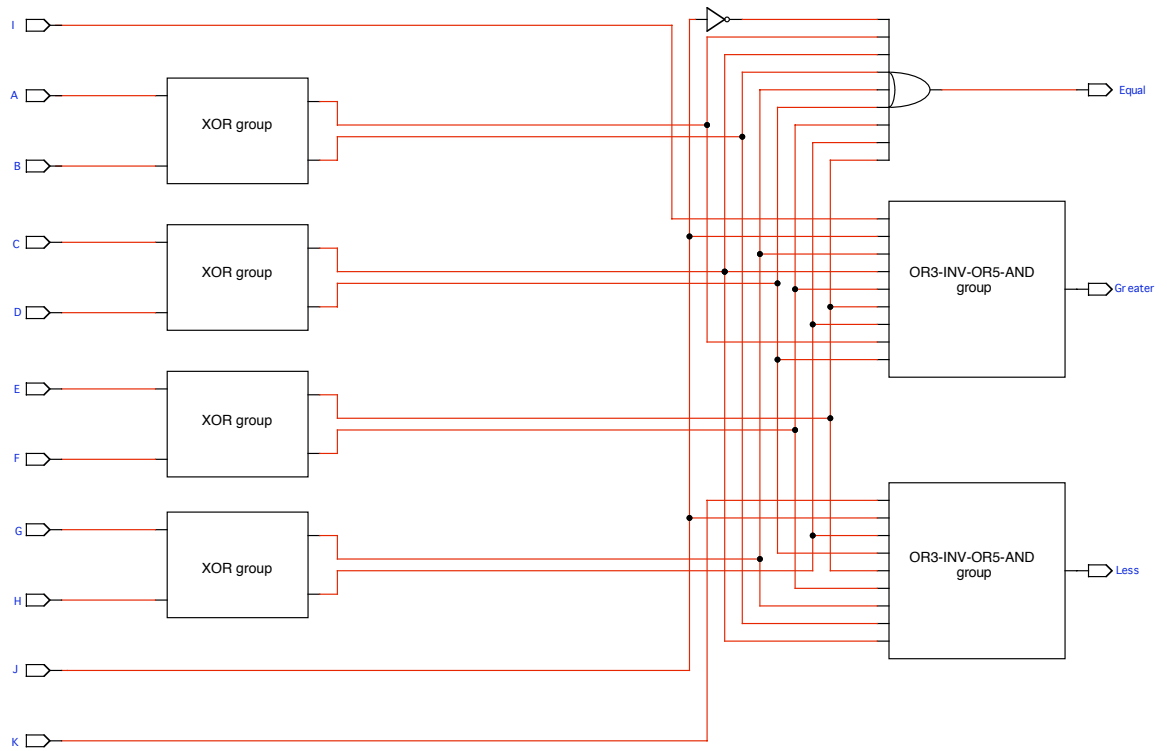 I
A
XOR group
B
Equal
C
XOR group
D
OR3-INV-OR5-AND
group
Greater
E
XOR group
F
G
XOR group
H
OR3-INV-OR5-AND
group
Less
J
K